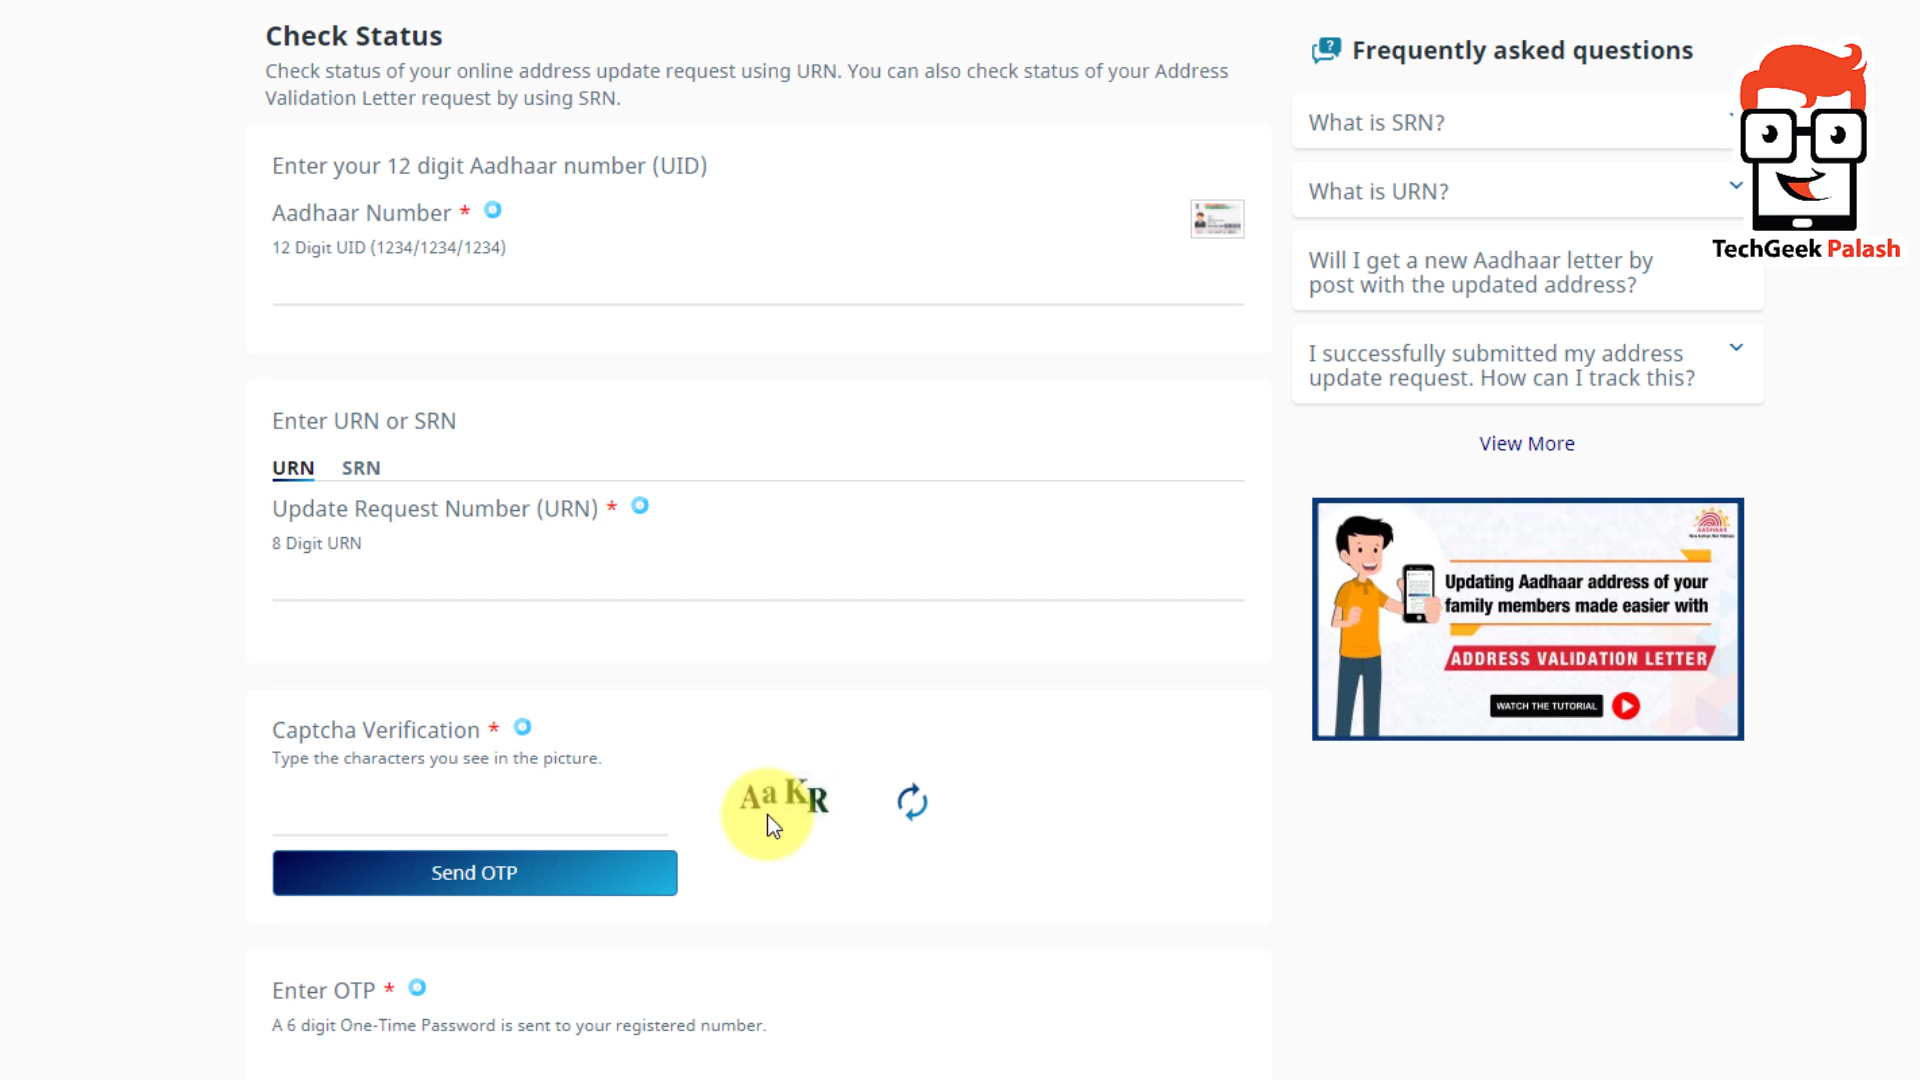 Check Status
Check status of your online address update request using URN. You can also check status of your Address
Validation Letter request by using SRN.
Enter your 12 digit Aadhaar number (UID)
Aadhaar Number *
12 Digit UID (1234/1234/1234)
Enter URN or SRN
URN SRN
Update Request Number (URN) *
8 Digit URN
Captcha Verification *
Type the characters you see in the picture.
AaKR
Send OTP
Enter OTP *
A 6 digit One-Time Password is sent to your registered number.
Frequently asked questions
What is SRN?
What is URN?
Will I get a new Aadhaar letter by
post with the updated address?
I successfully submitted my address
update request. How can I track this?
View More
TechGeek Palash
AADHAAR
Updating Aadhaar address of your
family members made easier with
ADDRESS VALIDATION LETTER
WATCH THE TUTORIAL